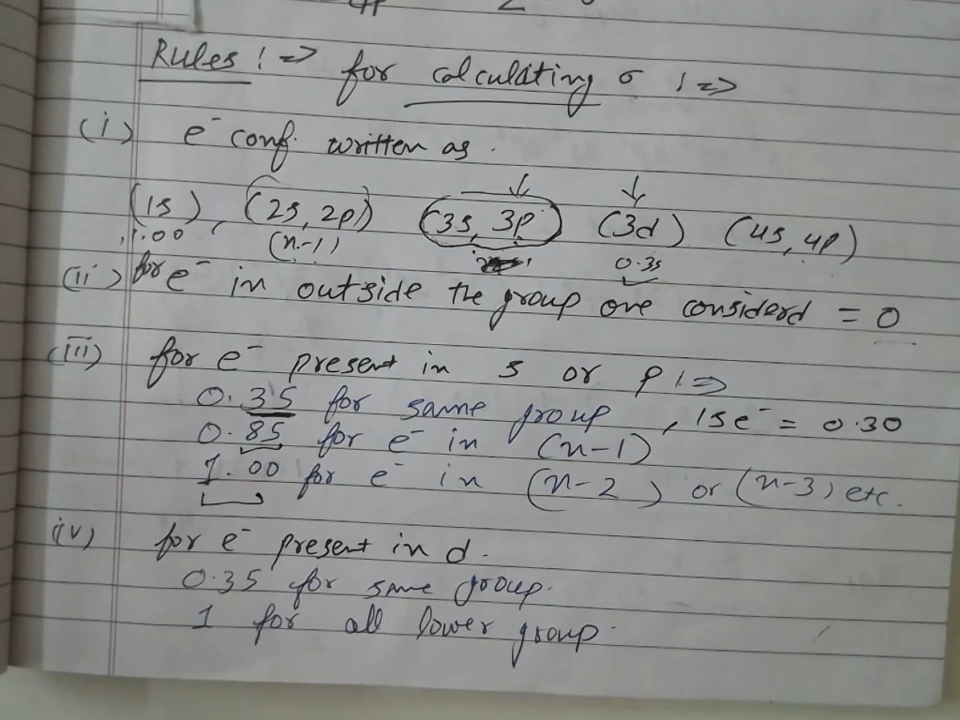 Rules :⇒ for calculating σ :⇒
(i) e⁻ conf. written as.
(1s), (2s, 2p) (3s, 3p) (3d) (4s, 4p)
1.00 (n-1) 0.35
(ii) for e⁻ in outside the group are considerd = 0
(iii) for e⁻ present in s or p :⇒
0.35 for same group, 1s e⁻ = 0.30
0.85 for e⁻ in (n-1)
1.00 for e⁻ in (n-2) or (n-3) etc.
(iv) for e⁻ present in d.
0.35 for same group.
1 for all lower group.